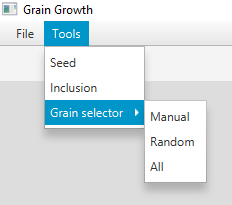 Grain Growth
File Tools
Seed
Inclusion
Grain selector
Manual
Random
All